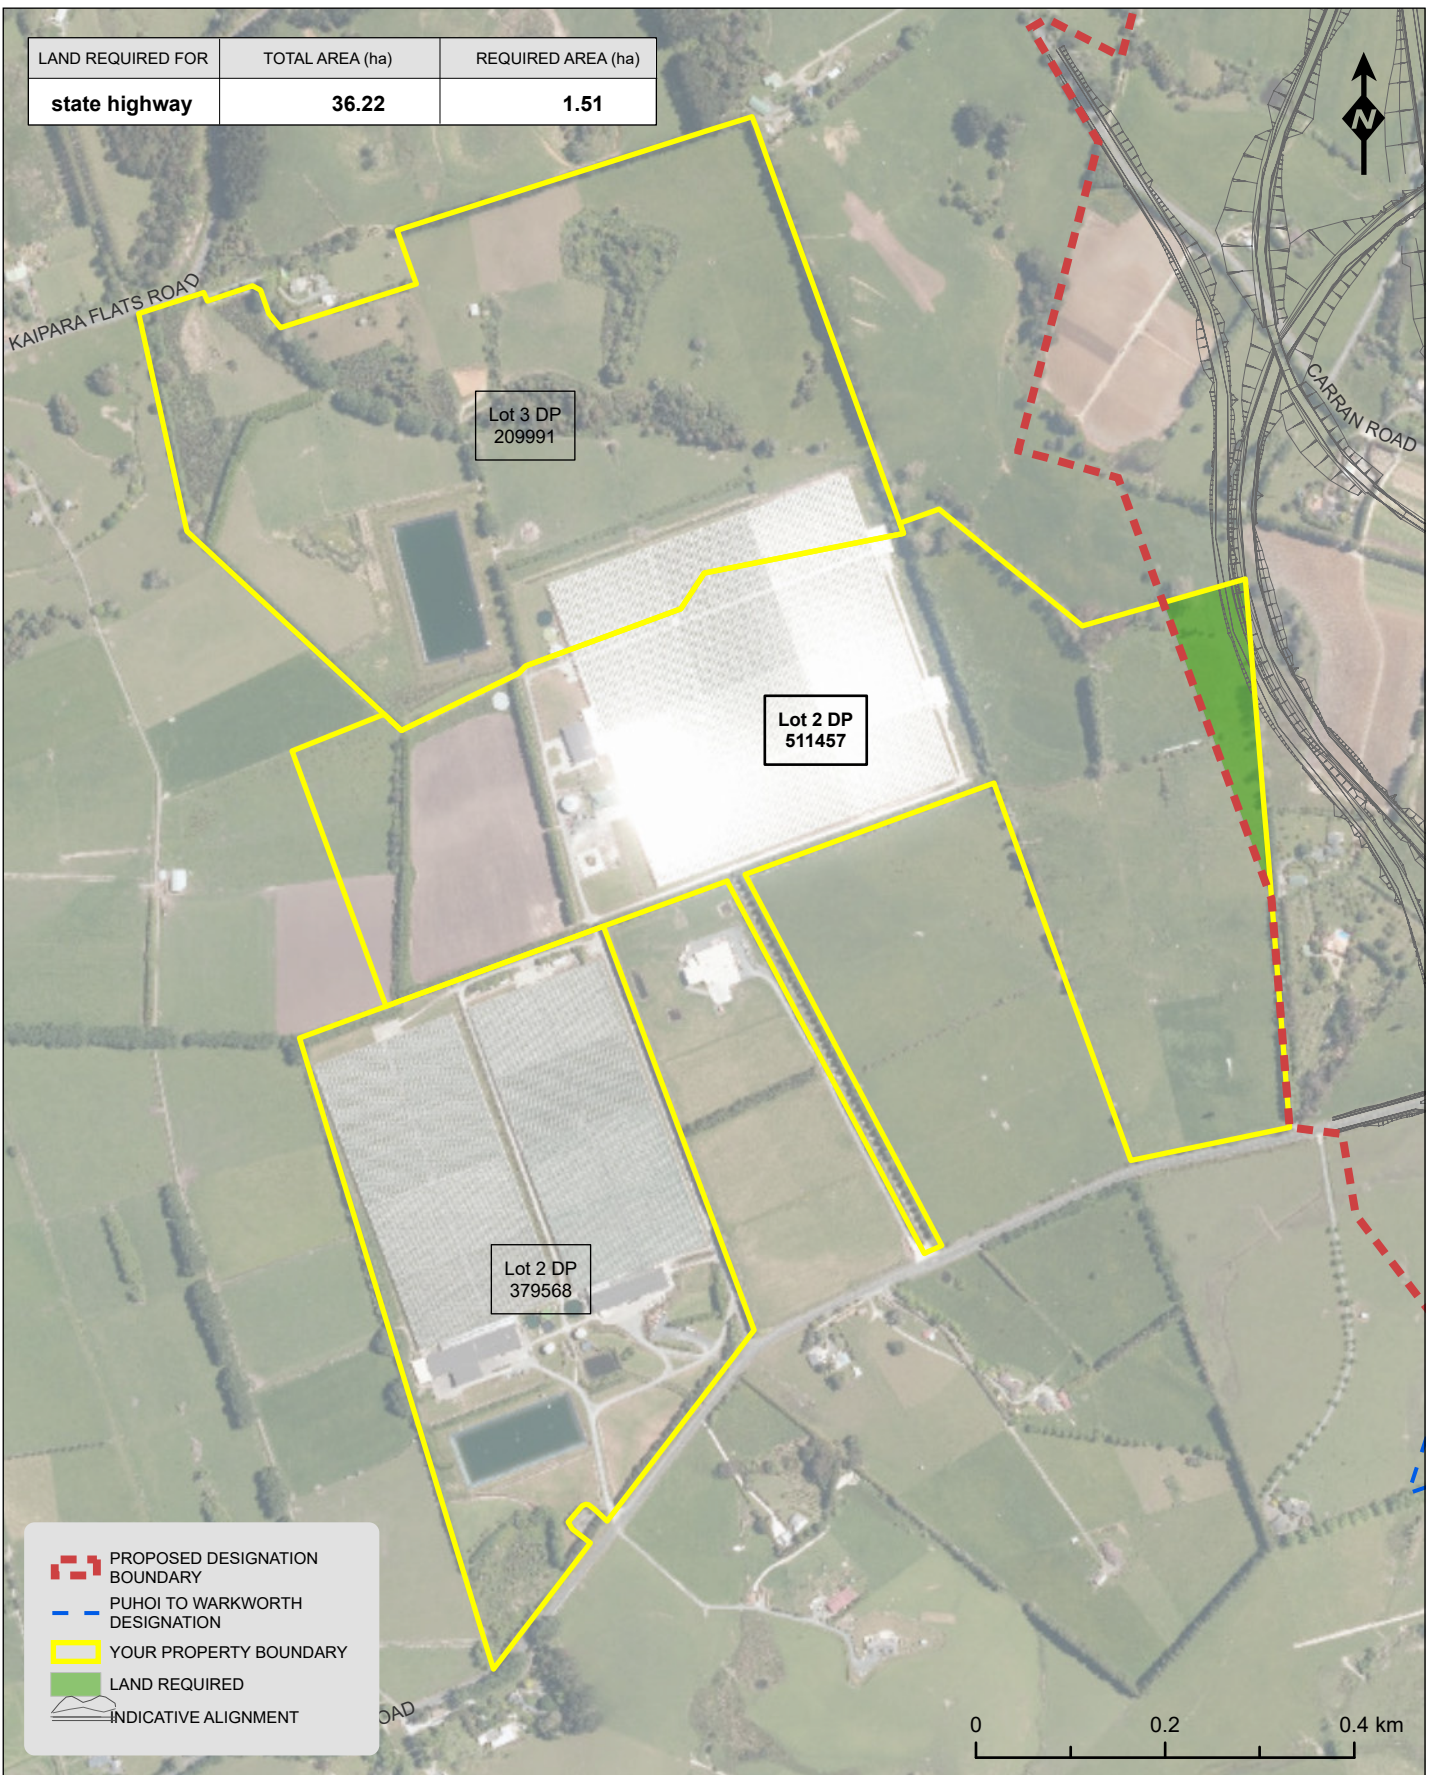 LAND REQUIRED FOR TOTAL AREA (ha) REQUIRED AREA (ha)
state highway 36.22 1.51
N
KAIPARA FLATS ROAD
CARRAN ROAD
Lot 3 DP
209991
Lot 2 DP
511457
Lot 2 DP
379568
PROPOSED DESIGNATION
BOUNDARY
PUHOI TO WARKWORTH
DESIGNATION
YOUR PROPERTY BOUNDARY
LAND REQUIRED
INDICATIVE ALIGNMENT
OAD
0 0.2 0.4 km